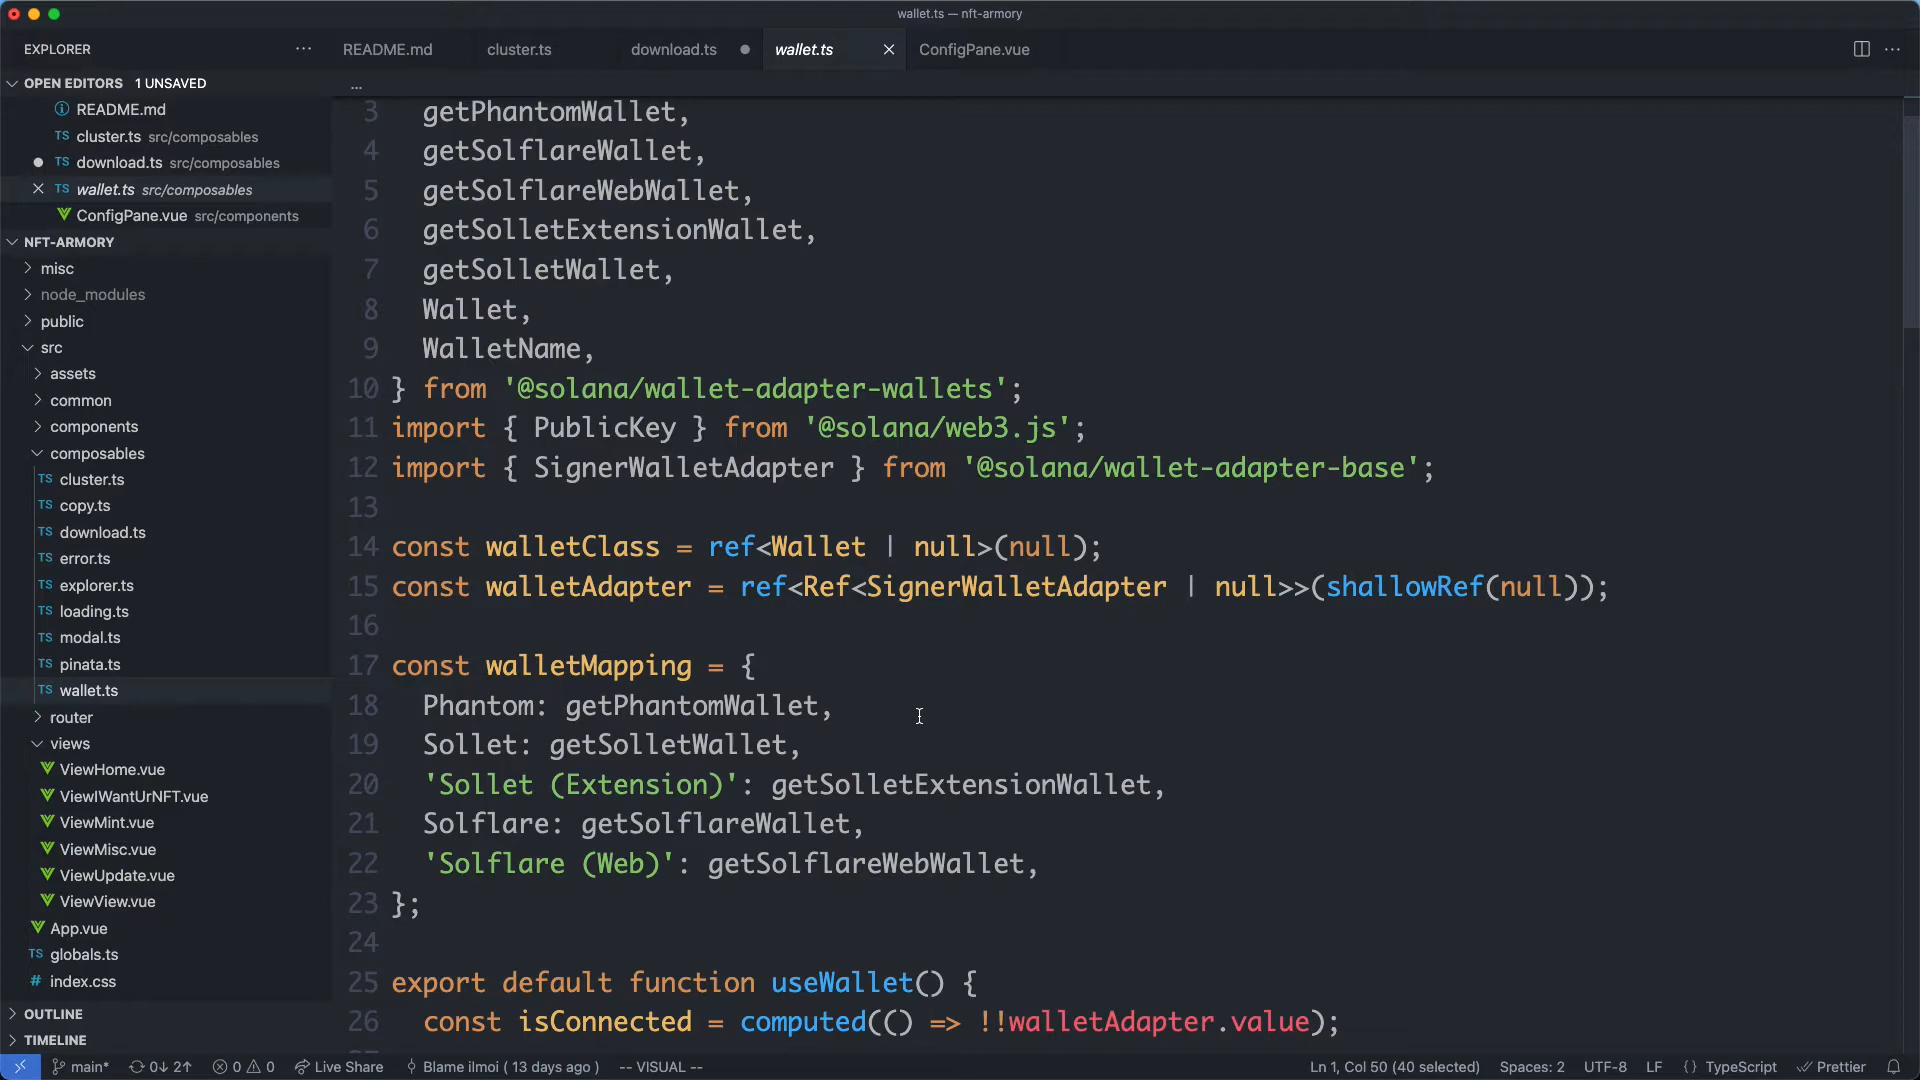 wallet.ts — nft-armory
EXPLORER
README.md
cluster.ts
download.ts
wallet.ts
ConfigPane.vue
OPEN EDITORS 1 UNSAVED
README.md
TS cluster.ts src/composables
TS download.ts src/composables
TS wallet.ts src/composables
ConfigPane.vue src/components
NFT-ARMORY
misc
node_modules
public
src
assets
common
components
composables
TS cluster.ts
TS copy.ts
TS download.ts
TS error.ts
TS explorer.ts
TS loading.ts
TS modal.ts
TS pinata.ts
TS wallet.ts
router
views
ViewHome.vue
ViewIWantUrNFT.vue
ViewMint.vue
ViewMisc.vue
ViewUpdate.vue
ViewView.vue
App.vue
TS globals.ts
# index.css
OUTLINE
TIMELINE
...
3 getPhantomWallet,
4 getSolflareWallet,
5 getSolflareWebWallet,
6 getSolletExtensionWallet,
7 getSolletWallet,
8 Wallet,
9 WalletName,
10 } from '@solana/wallet-adapter-wallets';
11 import { PublicKey } from '@solana/web3.js';
12 import { SignerWalletAdapter } from '@solana/wallet-adapter-base';
13
14 const walletClass = ref<Wallet | null>(null);
15 const walletAdapter = ref<Ref<SignerWalletAdapter | null>>(shallowRef(null));
16
17 const walletMapping = {
18 Phantom: getPhantomWallet,
19 Sollet: getSolletWallet,
20 'Sollet (Extension)': getSolletExtensionWallet,
21 Solflare: getSolflareWallet,
22 'Solflare (Web)': getSolflareWebWallet,
23 };
24
25 export default function useWallet() {
26 const isConnected = computed(() => !!walletAdapter.value);
main* 0↓ 2↑ 0 0 Live Share Blame ilmoi ( 13 days ago ) -- VISUAL -- Ln 1, Col 50 (40 selected) Spaces: 2 UTF-8 LF {} TypeScript Prettier